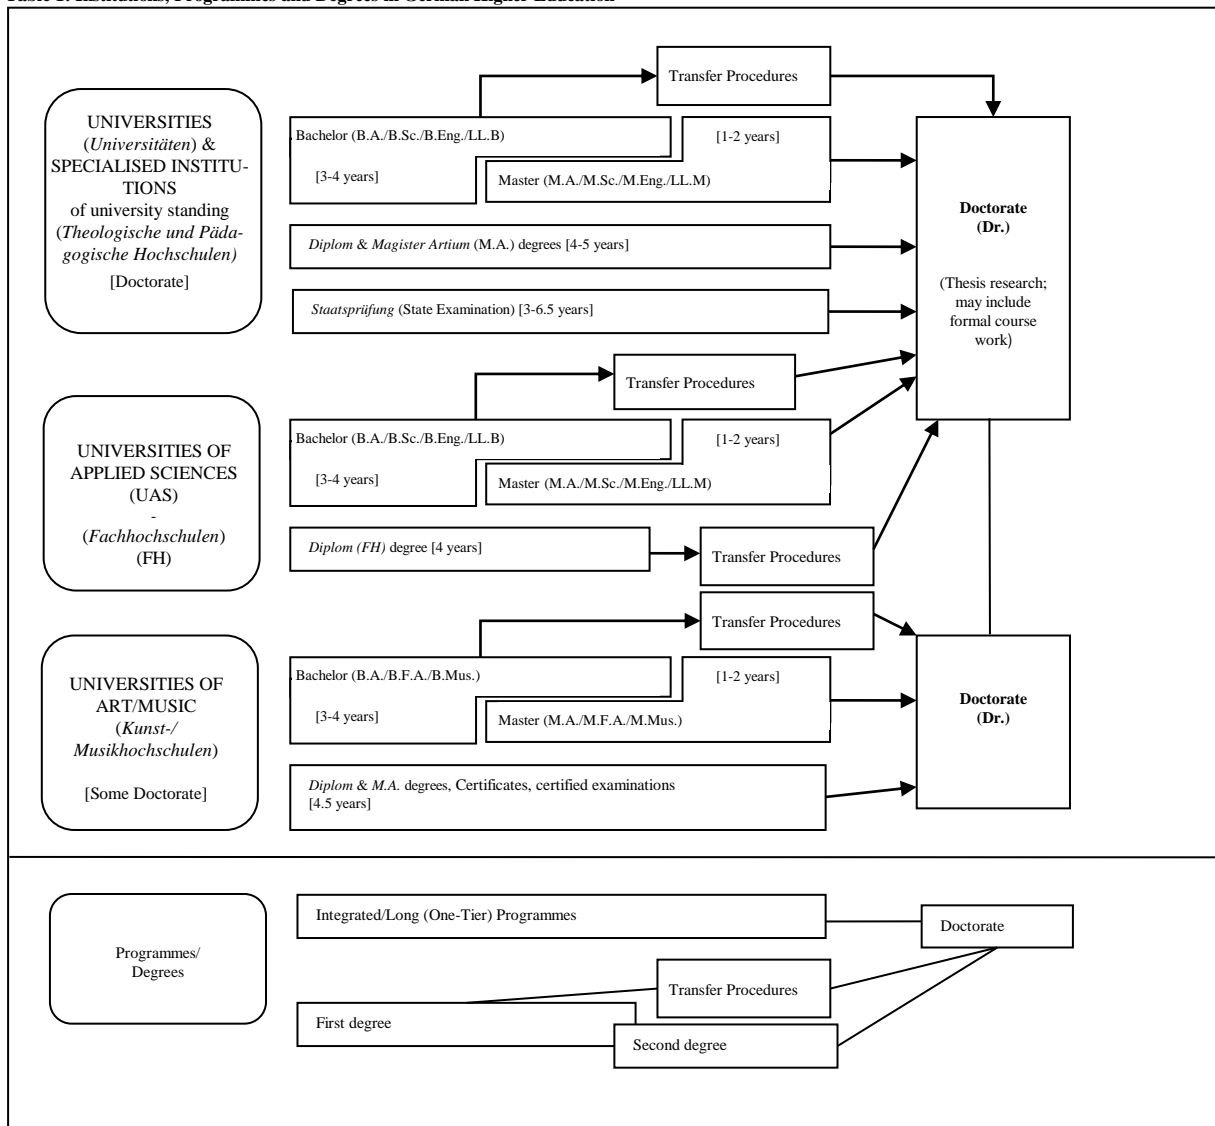 Table 1: Institutions, Programmes and Degrees in German Higher Education
Transfer Procedures
UNIVERSITIES
(Universitäten) &
SPECIALISED INSTITU-
TIONS
of university standing
(Theologische und Päda-
gogische Hochschulen)
[Doctorate]
Bachelor (B.A./B.Sc./B.Eng./LL.B)
[3-4 years]
[1-2 years]
Master (M.A./M.Sc./M.Eng./LL.M)
Diplom & Magister Artium (M.A.) degrees [4-5 years]
Staatsprüfung (State Examination) [3-6.5 years]
Doctorate
(Dr.)
(Thesis research;
may include
formal course
work)
Transfer Procedures
UNIVERSITIES OF
APPLIED SCIENCES
(UAS)
-
(Fachhochschulen)
(FH)
Bachelor (B.A./B.Sc./B.Eng./LL.B)
[3-4 years]
[1-2 years]
Master (M.A./M.Sc./M.Eng./LL.M)
Diplom (FH) degree [4 years]
Transfer Procedures
Transfer Procedures
UNIVERSITIES OF
ART/MUSIC
(Kunst-/
Musikhochschulen)
[Some Doctorate]
Bachelor (B.A./B.F.A./B.Mus.)
[3-4 years]
[1-2 years]
Master (M.A./M.F.A./M.Mus.)
Diplom & M.A. degrees, Certificates, certified examinations
[4.5 years]
Doctorate
(Dr.)
Programmes/
Degrees
Integrated/Long (One-Tier) Programmes
Doctorate
Transfer Procedures
First degree
Second degree